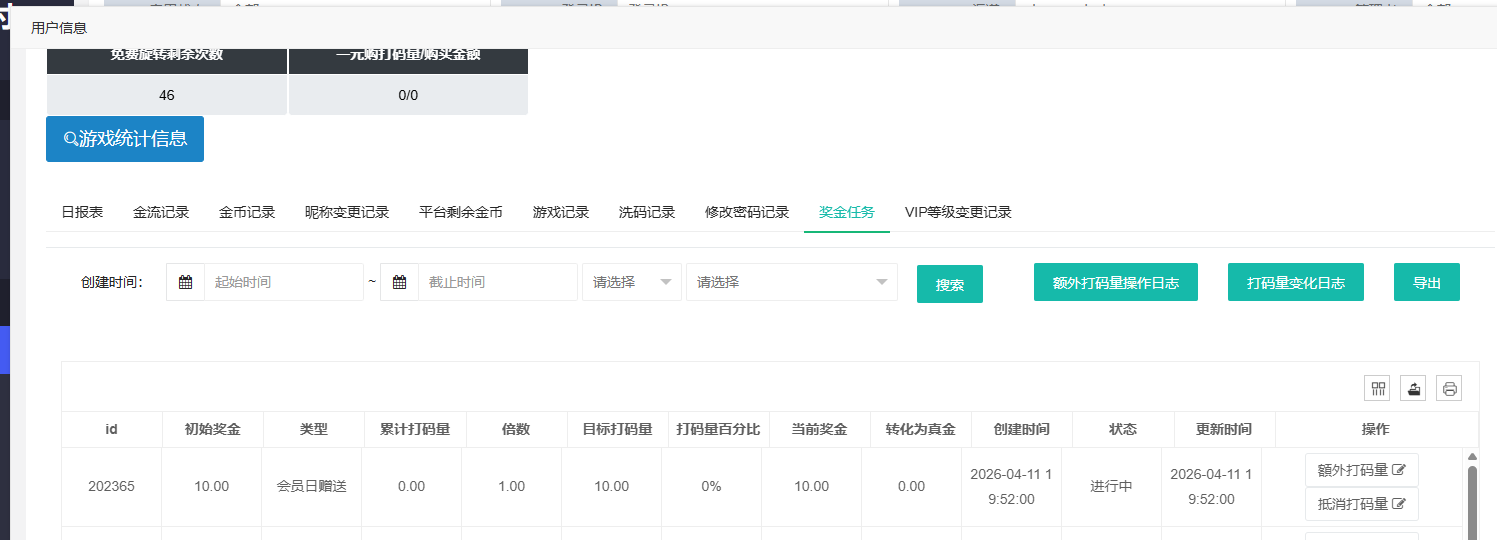 用户信息
免费旋转剩余次数 一元购打码量/购买金额
46 0/0
游戏统计信息
日报表 金流记录 金币记录 昵称变更记录 平台剩余金币 游戏记录 洗码记录 修改密码记录 奖金任务 VIP等级变更记录
创建时间： 起始时间 ~ 截止时间 请选择 请选择 搜索 额外打码量操作日志 打码量变化日志 导出
id 初始奖金 类型 累计打码量 倍数 目标打码量 打码量百分比 当前奖金 转化为真金 创建时间 状态 更新时间 操作
202365 10.00 会员日赠送 0.00 1.00 10.00 0% 10.00 0.00 2026-04-11 1 进行中 2026-04-11 1 額外打码量
9:52:00 9:52:00 抵消打码量